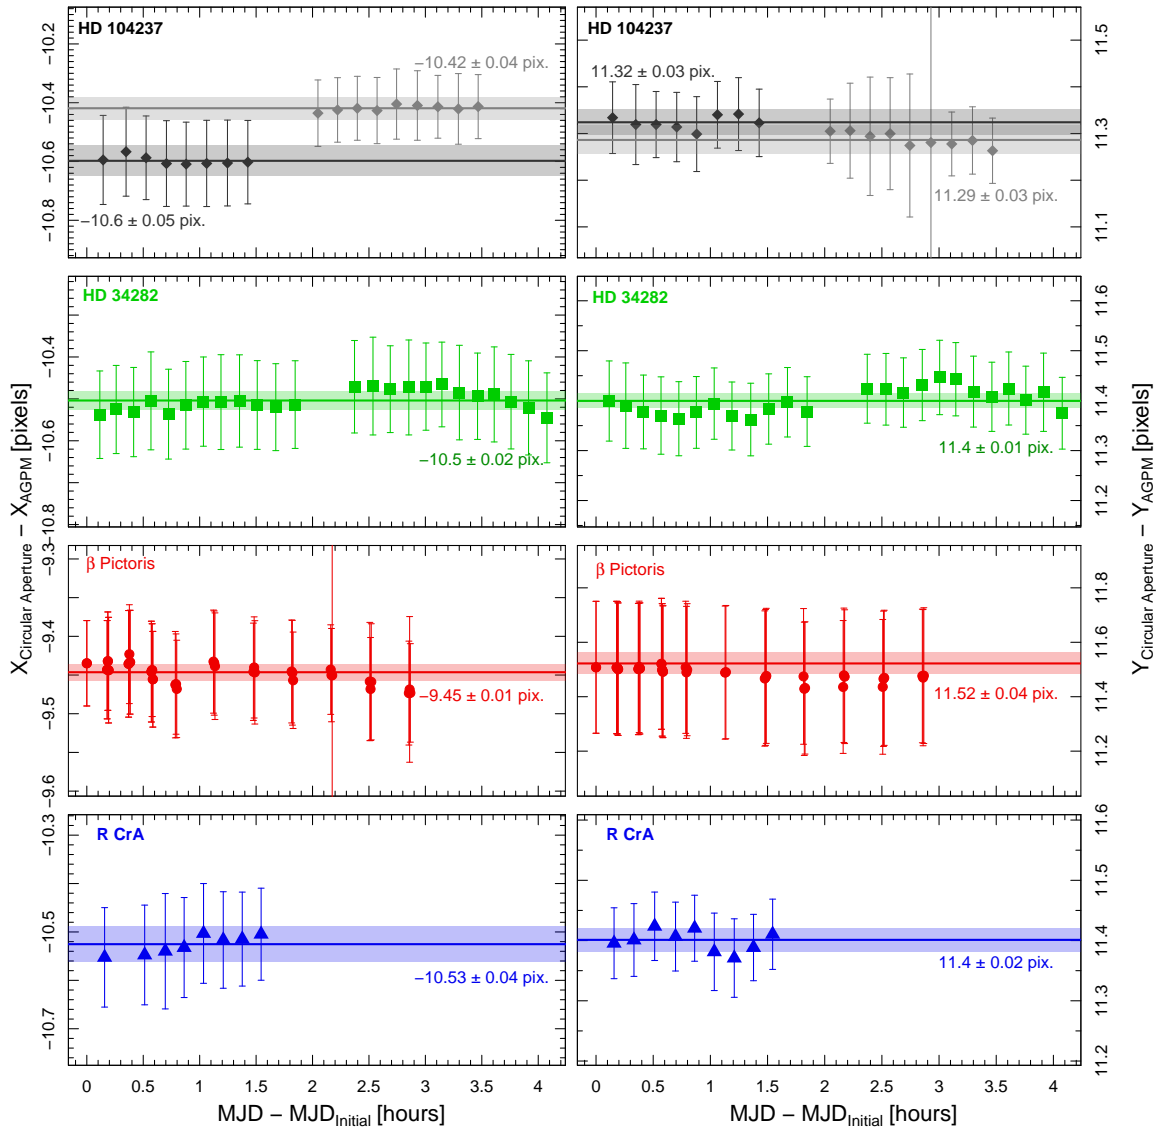 HD 104237
−10.42 ± 0.04 pix.
−10.6 ± 0.05 pix.
−10.2
−10.4
−10.6
−10.8
HD 104237
11.32 ± 0.03 pix.
11.29 ± 0.03 pix.
11.5
11.3
11.1
HD 34282
−10.5 ± 0.02 pix.
−10.4
−10.6
−10.8
HD 34282
11.4 ± 0.01 pix.
11.6
11.5
11.4
11.3
11.2
β Pictoris
−9.45 ± 0.01 pix.
−9.3
−9.4
−9.5
−9.6
β Pictoris
11.52 ± 0.04 pix.
11.8
11.6
11.4
11.2
R CrA
−10.53 ± 0.04 pix.
−10.3
−10.5
−10.7
R CrA
11.4 ± 0.02 pix.
11.6
11.5
11.4
11.3
11.2
0 0.5 1 1.5 2 2.5 3 3.5 4
0 0.5 1 1.5 2 2.5 3 3.5 4
MJD − MJD_Initial [hours]
MJD − MJD_Initial [hours]
X_Circular Aperture − X_AGPM [pixels]
Y_Circular Aperture − Y_AGPM [pixels]